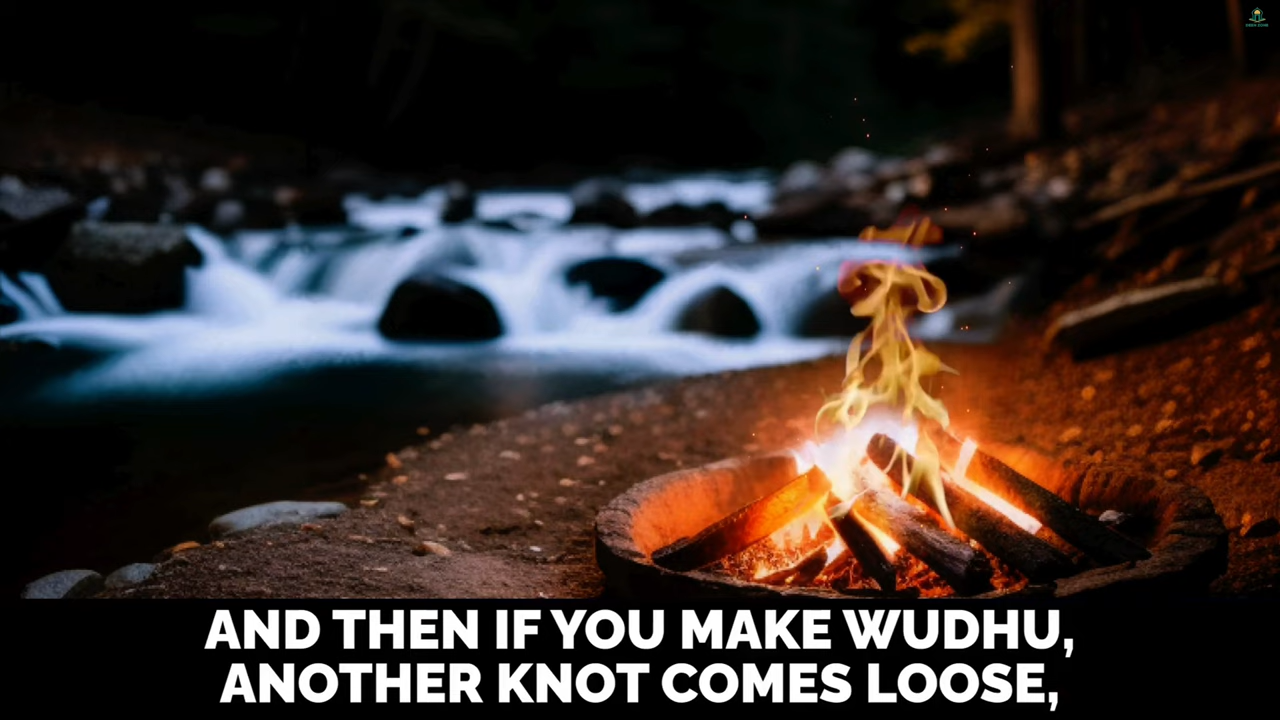 AND THEN IF YOU MAKE WUDHU,
ANOTHER KNOT COMES LOOSE,